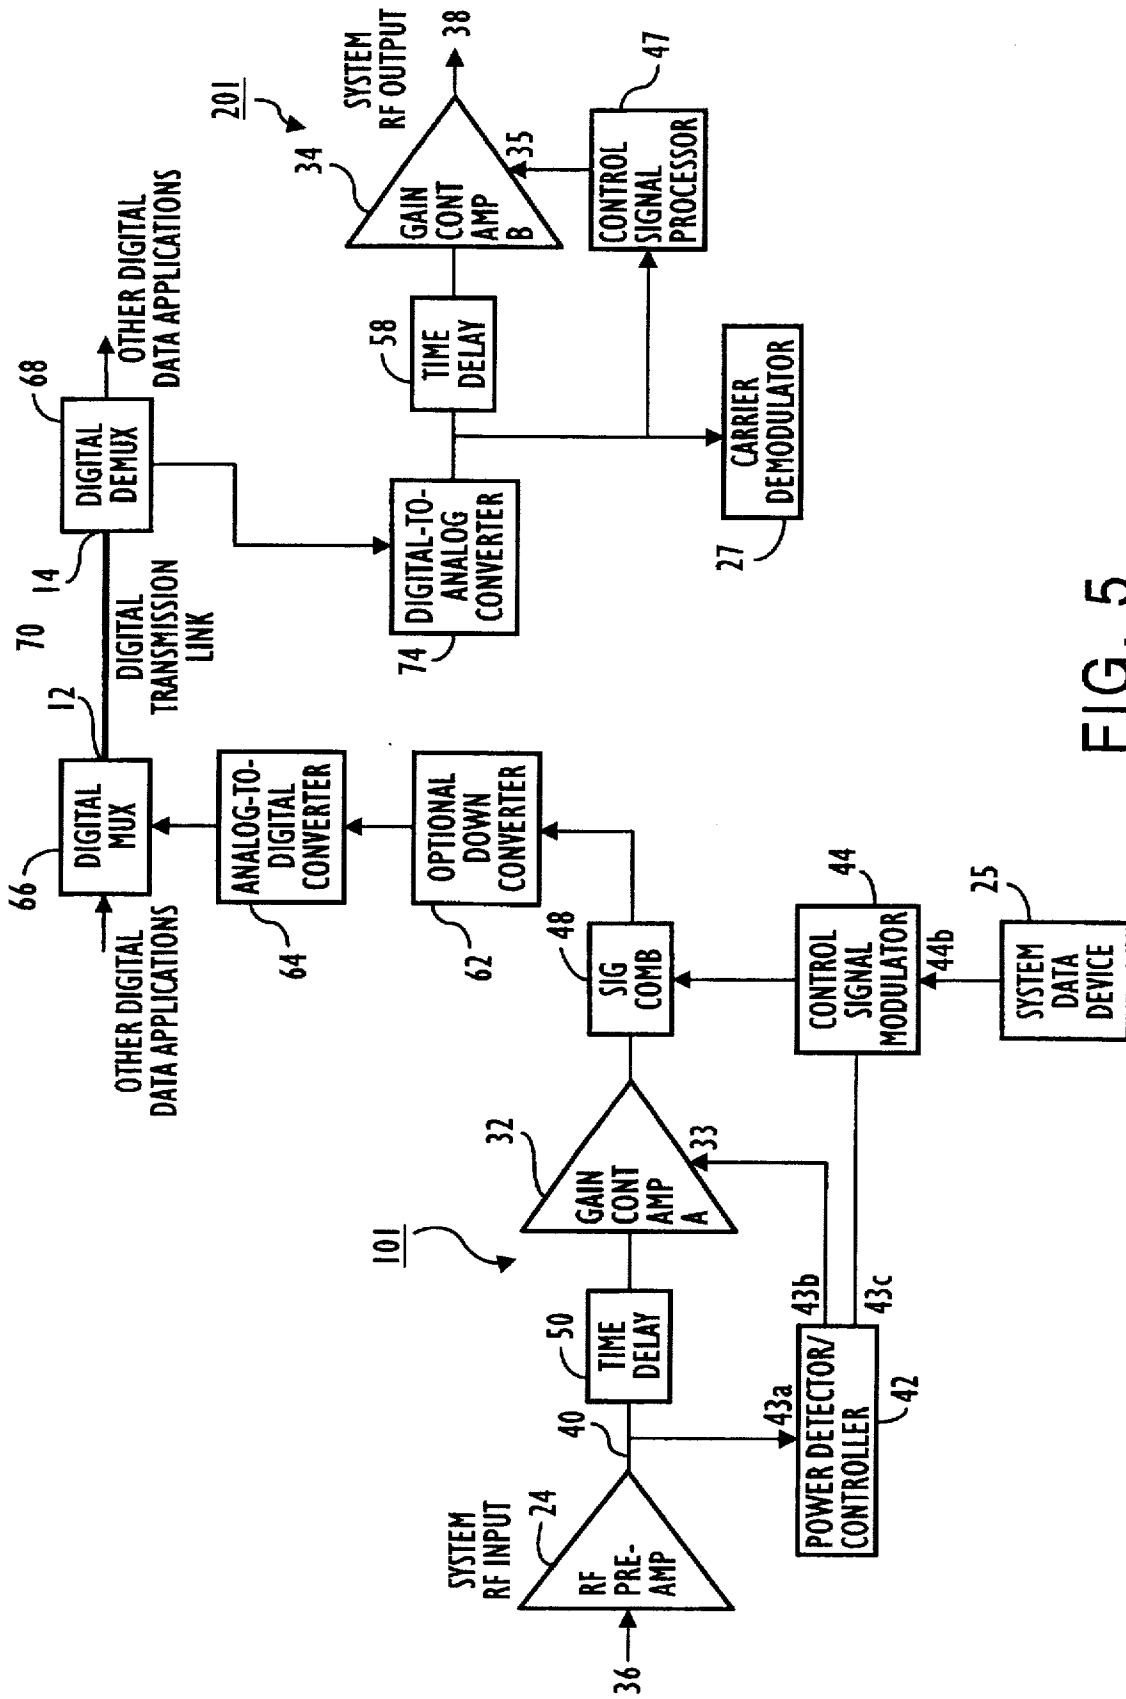 66
DIGITAL
MUX
12
70
DIGITAL
TRANSMISSION
LINK
14
DIGITAL
DEMUX
68
OTHER DIGITAL
DATA APPLICATIONS
OTHER DIGITAL
DATA APPLICATIONS
ANALOG-TO-
DIGITAL
CONVERTER
64
OPTIONAL
DOWN
CONVERTER
62
DIGITAL-TO-
ANALOG
CONVERTER
74
58
TIME
DELAY
34
GAIN
CONT
AMP
B
35
201
SYSTEM
RF OUTPUT
38
CONTROL
SIGNAL
PROCESSOR
47
CARRIER
DEMODULATOR
27
SYSTEM
RF INPUT
36
24
RF
PRE-
AMP
40
50
TIME
DELAY
101
32
GAIN
CONT
AMP
A
33
48
SIG
COMB
43a
43b
43c
POWER DETECTOR/
CONTROLLER
42
CONTROL
SIGNAL
MODULATOR
44
44b
SYSTEM
DATA
DEVICE
25
FIG. 5